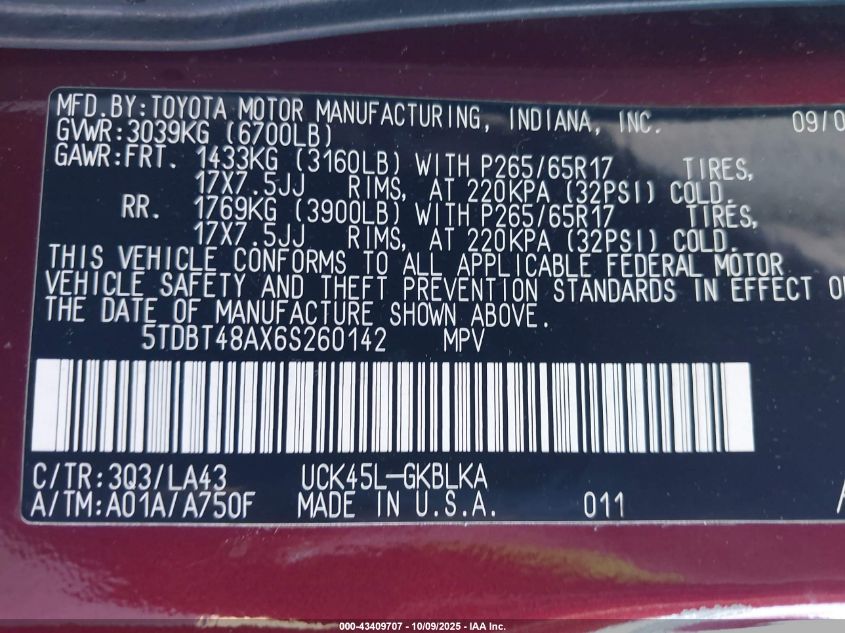 MFD.BY:TOYOTA MOTOR MANUFACTURING, INDIANA, INC. 09/0
GVWR:3039KG (6700LB)
GAWR:FRT. 1433KG (3160LB) WITH P265/65R17 TIRES,
17X7.5JJ RIMS, AT 220KPA (32PSI) COLD.
RR. 1769KG (3900LB) WITH P265/65R17 TIRES,
17X7.5JJ RIMS, AT 220KPA (32PSI) COLD.
THIS VEHICLE CONFORMS TO ALL APPLICABLE FEDERAL MOTOR
VEHICLE SAFETY AND THEFT PREVENTION STANDARDS IN EFFECT O
THE DATE OF MANUFACTURE SHOWN ABOVE.
5TDBT48AX6S260142 MPV
C/TR:3Q3/LA43 UCK45L-GKBLKA
A/TM:A01A/A750F MADE IN U.S.A. 011
000-43409707 - 10/09/2025 - IAA Inc.